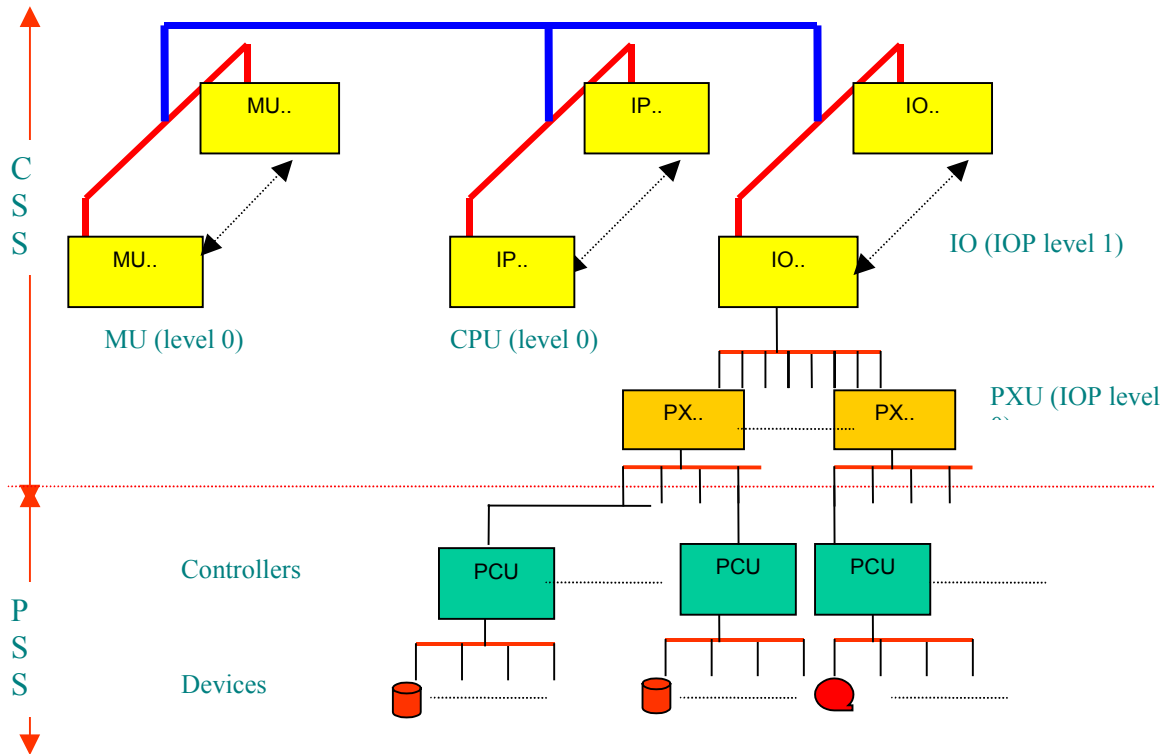 MU..
IP..
IO..
C
S
S
MU..
IP..
IO..
IO (IOP level 1)
MU (level 0)
CPU (level 0)
PX..
PX..
PXU (IOP level
PCU
PCU
PCU
Controllers
P
S
S
Devices